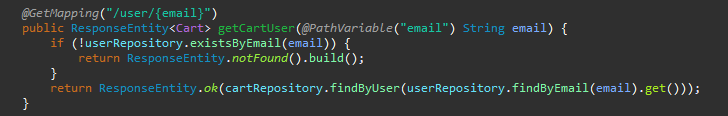 @GetMapping("/user/{email}")
public ResponseEntity<Cart> getCartUser(@PathVariable("email") String email) {
if (!userRepository.existsByEmail(email)) {
return ResponseEntity.notFound().build();
}
return ResponseEntity.ok(cartRepository.findByUser(userRepository.findByEmail(email).get()));
}